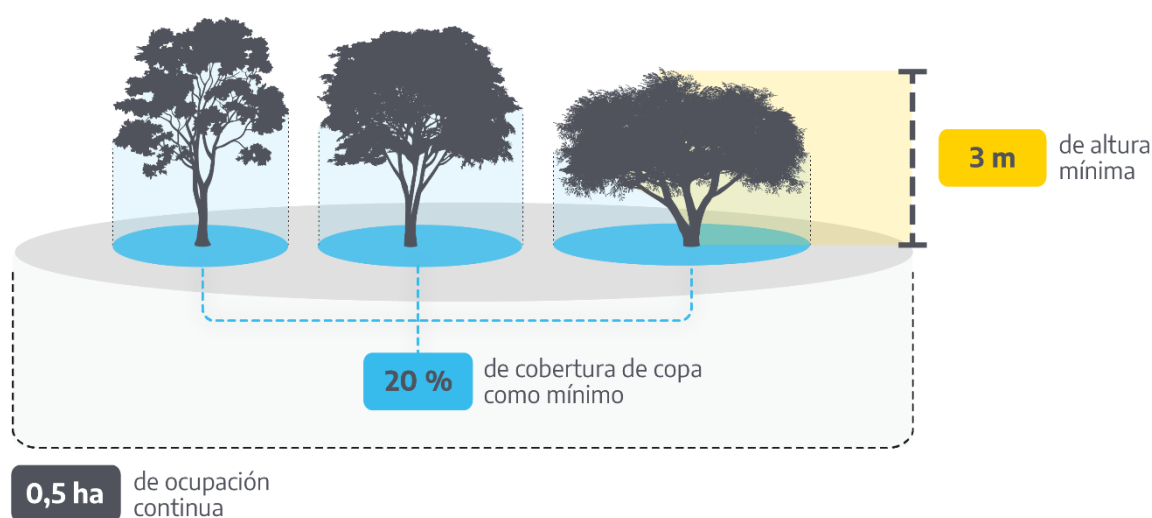 3 m
de altura
mínima
20 %
de cobertura de copa
como mínimo
0,5 ha
de ocupación
continua